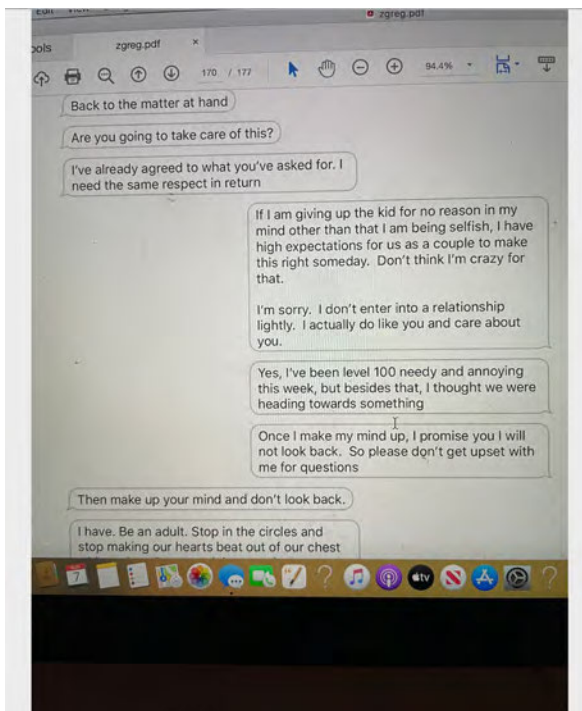 zgreg.pdf
ools
zgreg.pdf ×
170 / 177
94.4%
Back to the matter at hand
Are you going to take care of this?
I've already agreed to what you've asked for. I
need the same respect in return
If I am giving up the kid for no reason in my
mind other than that I am being selfish, I have
high expectations for us as a couple to make
this right someday. Don't think I'm crazy for
that.
I'm sorry. I don't enter into a relationship
lightly. I actually do like you and care about
you.
Yes, I've been level 100 needy and annoying
this week, but besides that, I thought we were
heading towards something
Once I make my mind up, I promise you I will
not look back. So please don't get upset with
me for questions
Then make up your mind and don't look back.
I have. Be an adult. Stop in the circles and
stop making our hearts beat out of our chest
7
tv